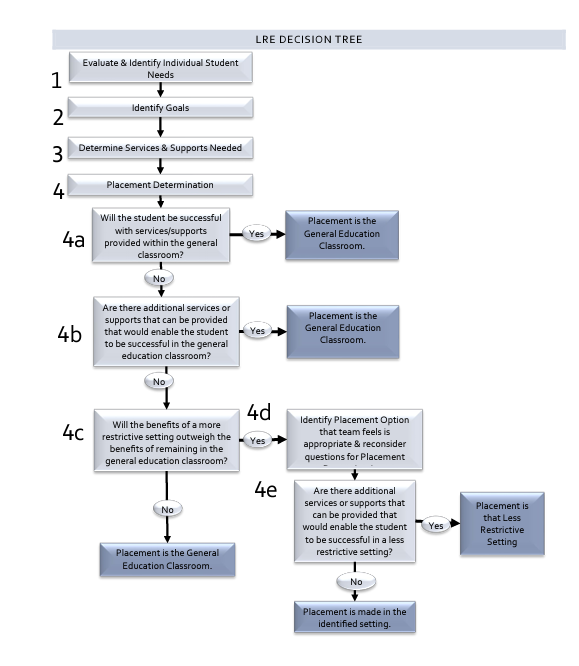 LRE DECISION TREE
1
Evaluate & Identify Individual Student
Needs
2
Identify Goals
3
Determine Services & Supports Needed
4
Placement Determination
4a
Will the student be successful
with services/supports
provided within the general
classroom?
Yes
Placement is the
General Education
Classroom.
No
4b
Are there additional services or
supports that can be provided
that would enable the student
to be successful in the general
education classroom?
Yes
Placement is the
General Education
Classroom.
No
4c
Will the benefits of a more
restrictive setting outweigh the
benefits of remaining in the
general education classroom?
Yes
4d
Identify Placement Option
that team feels is
appropriate & reconsider
questions for Placement
4e
Are there additional
services or supports that
can be provided that
would enable the student
to be successful in a less
restrictive setting?
Yes
Placement is
that Less
Restrictive
Setting
No
Placement is the General
Education Classroom.
No
Placement is made in the
identified setting.